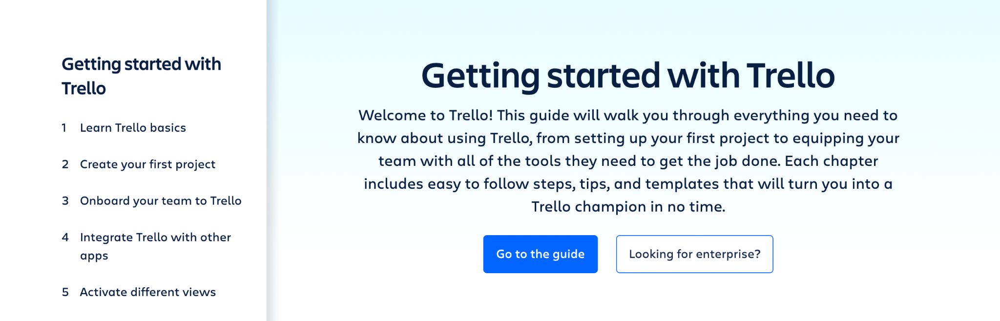 Getting started with
Trello
1 Learn Trello basics
2 Create your first project
3 Onboard your team to Trello
4 Integrate Trello with other
apps
5 Activate different views
Getting started with Trello
Welcome to Trello! This guide will walk you through everything you need to
know about using Trello, from setting up your first project to equipping your
team with all of the tools they need to get the job done. Each chapter
includes easy to follow steps, tips, and templates that will turn you into a
Trello champion in no time.
Go to the guide
Looking for enterprise?